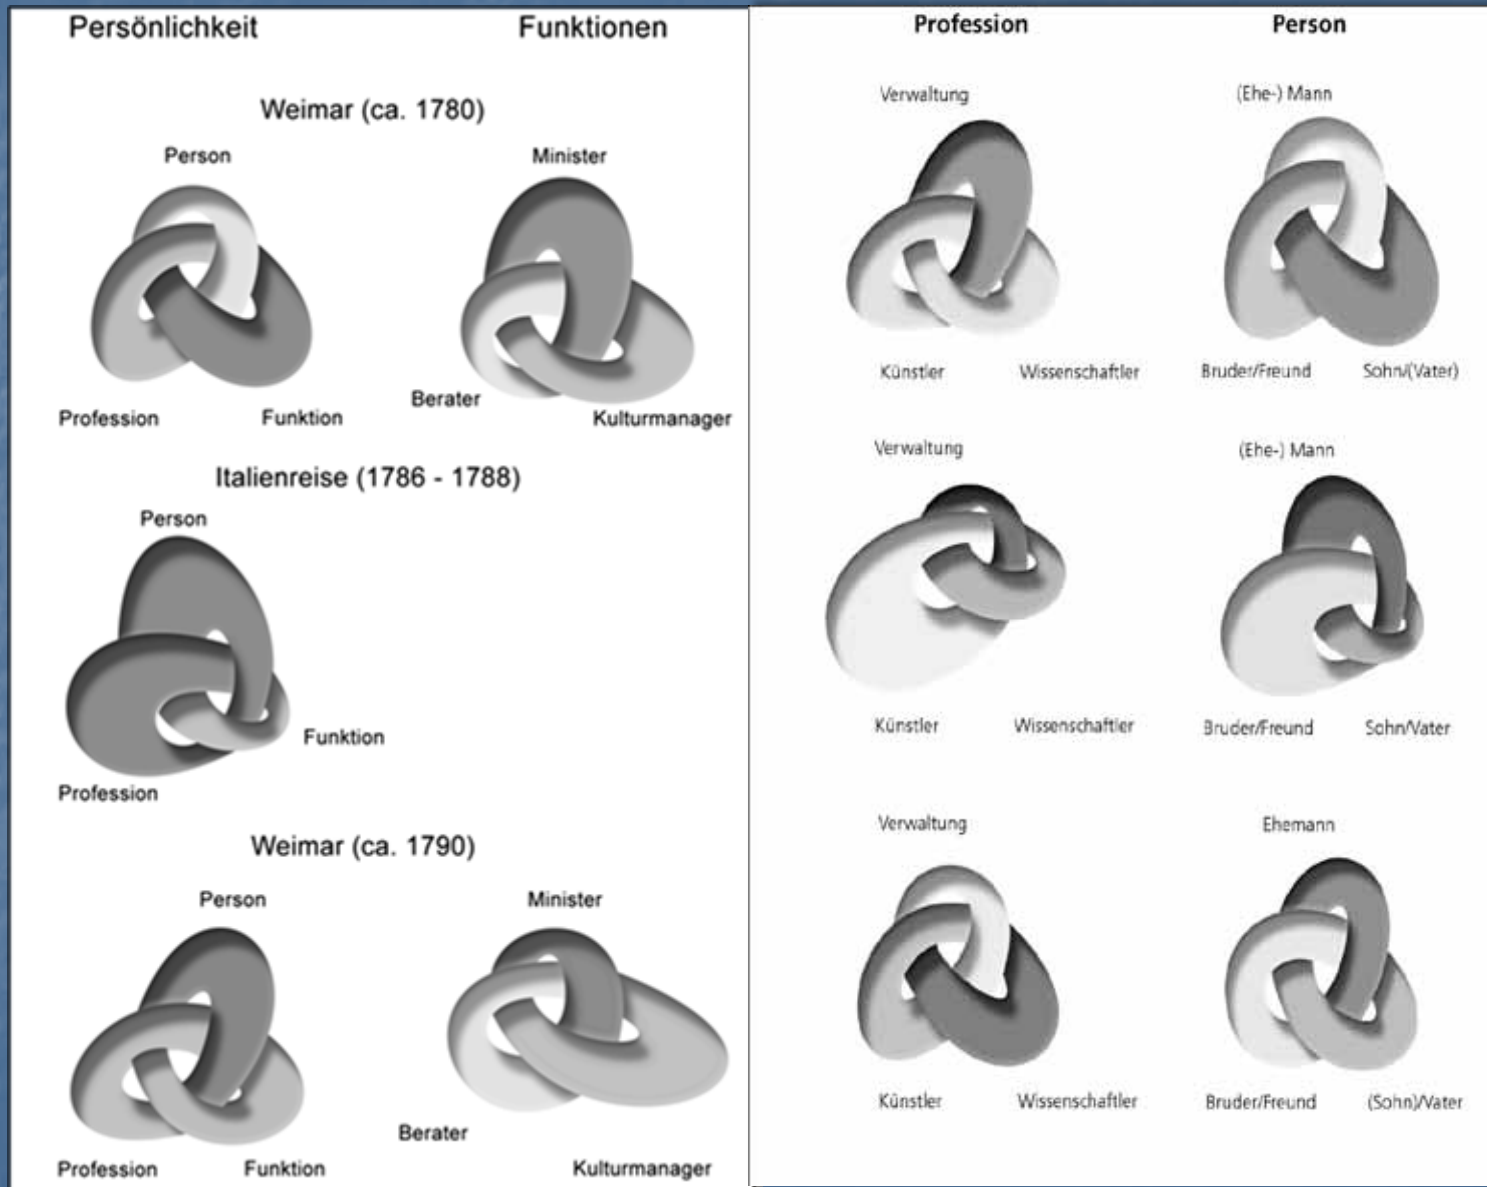 Persönlichkeit
Funktionen
Weimar (ca. 1780)
Person
Minister
Berater
Profession
Funktion
Kulturmanager
Italienreise (1786 - 1788)
Person
Funktion
Profession
Weimar (ca. 1790)
Person
Minister
Berater
Profession
Funktion
Kulturmanager
Profession
Person
Verwaltung
(Ehe-) Mann
Künstler
Wissenschaftler
Bruder/Freund
Sohn/(Vater)
Verwaltung
(Ehe-) Mann
Künstler
Wissenschaftler
Bruder/Freund
Sohn/Vater
Verwaltung
Ehemann
Künstler
Wissenschaftler
Bruder/Freund
(Sohn)/Vater